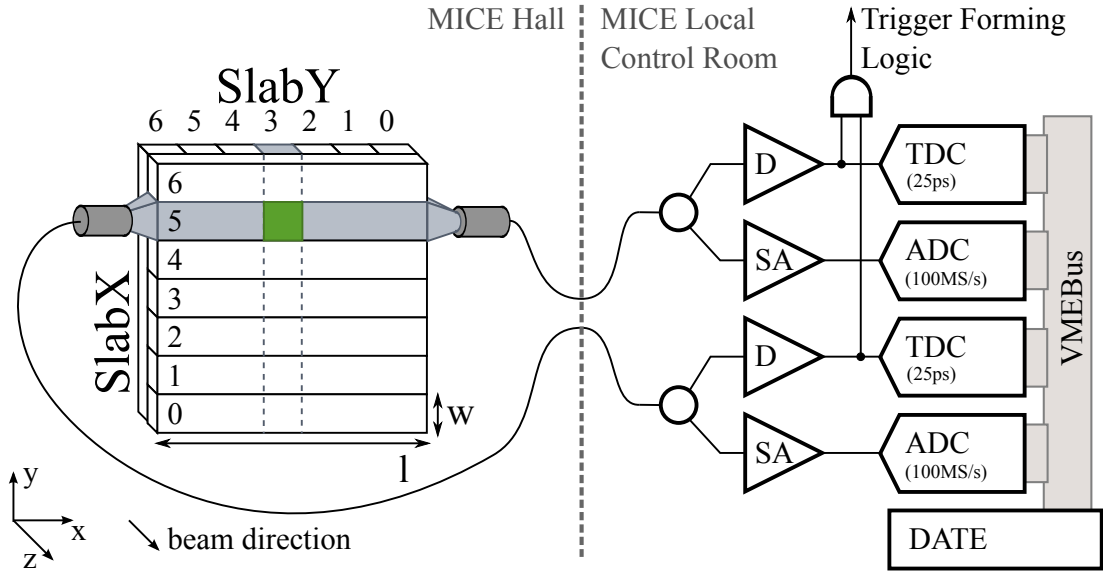 MICE Hall
MICE Local
Control Room
Trigger Forming
Logic
SlabY
6 5 4 3 2 1 0
SlabX
6
5
4
3
2
1
0
w
l
y
x
z
beam direction
D
TDC
(25ps)
SA
ADC
(100MS/s)
D
TDC
(25ps)
SA
ADC
(100MS/s)
VMEBus
DATE